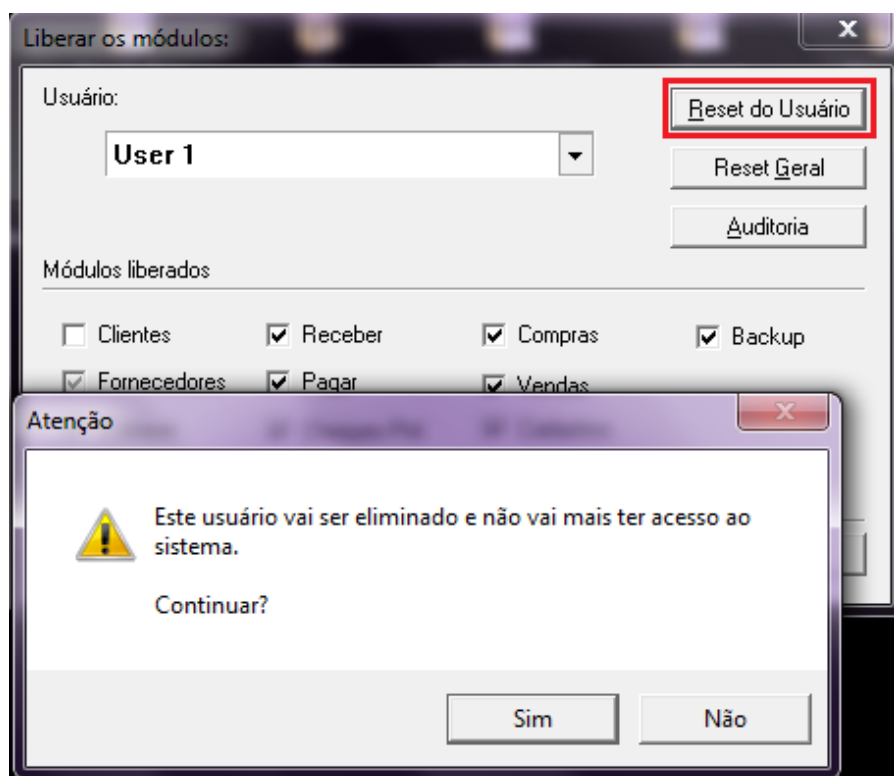 Liberar os módulos:
Usuário:
Reset do Usuário
User 1
Reset Geral
Auditoria
Módulos liberados
Clientes Receber Compras Backup
Fornecedores Pagar Vendas
Atenção
Este usuário vai ser eliminado e não vai mais ter acesso ao
sistema.
Continuar?
Sim Não